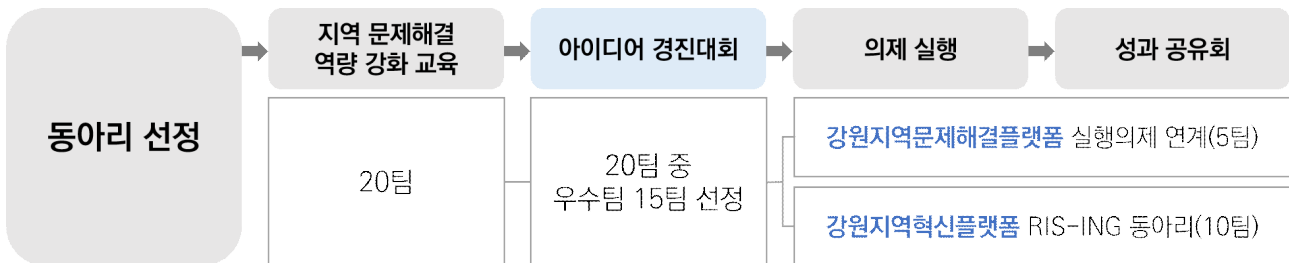 동아리 선정
지역 문제해결
역량 강화 교육
아이디어 경진대회
의제 실행
성과 공유회
20팀
20팀 중
우수팀 15팀 선정
강원지역문제해결플랫폼 실행의제 연계(5팀)
강원지역혁신플랫폼 RIS-ING 동아리(10팀)